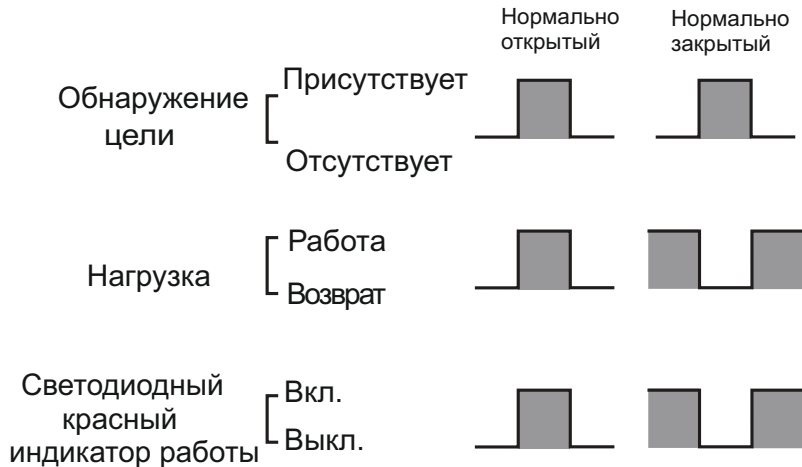 Нормально
открытый
Нормально
закрытый
Обнаружение
цели
Присутствует
Отсутствует
Нагрузка
Работа
Возврат
Светодиодный
красный
индикатор работы
Вкл.
Выкл.